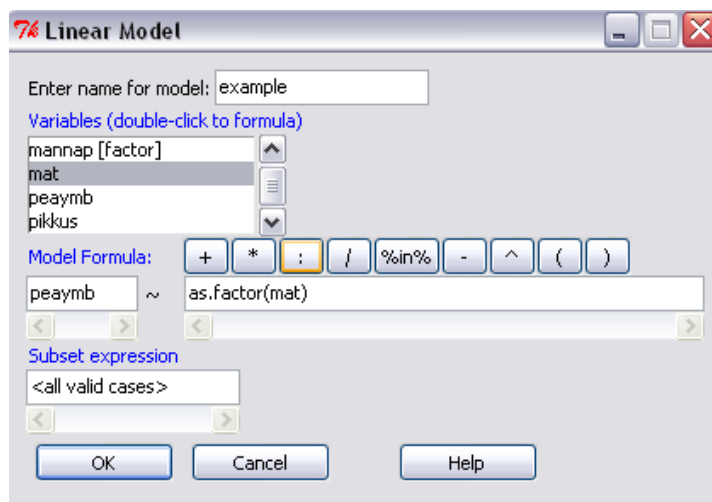 Linear Model
Enter name for model: example
Variables (double-click to formula)
mannap [factor]
mat
peaymb
pikkus
Model Formula: + * : / %in% - ^ ( )
peaymb ~ as.factor(mat)
Subset expression
<all valid cases>
OK Cancel Help